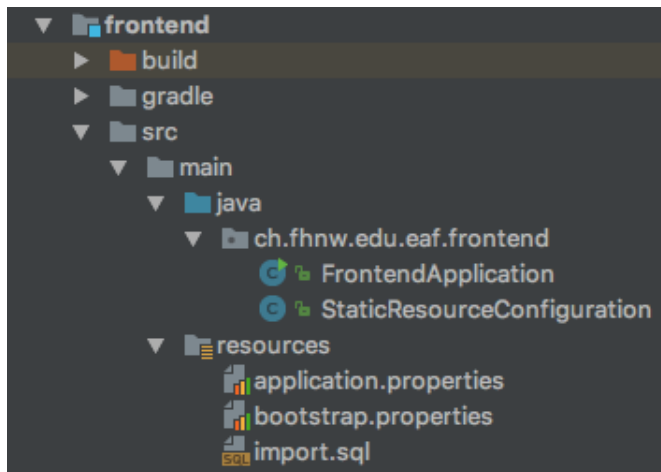 frontend
build
gradle
src
main
java
ch.fhnw.edu.eaf.frontend
C FrontendApplication
C StaticResourceConfiguration
resources
application.properties
bootstrap.properties
SQL import.sql